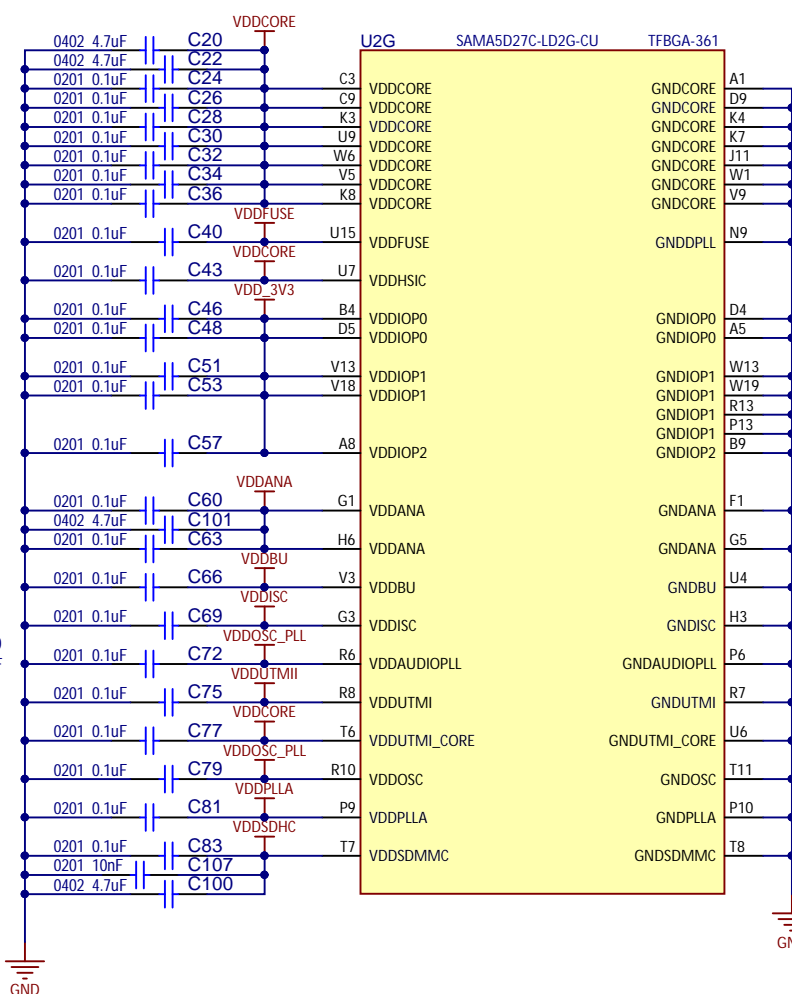 VDDCORE
U2G SAMA5D27C-LD2G-CU TFBGA-361
0402 4.7uF C20
0402 4.7uF C22
0201 0.1uF C24 C3 VDDCORE GNDCORE A1
0201 0.1uF C26 C9 VDDCORE GNDCORE D9
0201 0.1uF C28 K3 VDDCORE GNDCORE K4
0201 0.1uF C30 U9 VDDCORE GNDCORE K7
0201 0.1uF C32 W6 VDDCORE GNDCORE J11
0201 0.1uF C34 V5 VDDCORE GNDCORE W1
0201 0.1uF C36 K8 VDDCORE GNDCORE V9
VDDFUSE
0201 0.1uF C40 U15 VDDFUSE GNDDPLL N9
VDDCORE
0201 0.1uF C43 U7 VDDHSIC
VDD_3V3
0201 0.1uF C46 B4 VDDIOP0 GNDIOP0 D4
0201 0.1uF C48 D5 VDDIOP0 GNDIOP0 A5
0201 0.1uF C51 V13 VDDIOP1 GNDIOP1 W13
0201 0.1uF C53 V18 VDDIOP1 GNDIOP1 W19
GNDIOP1 R13
GNDIOP1 P13
0201 0.1uF C57 A8 VDDIOP2 GNDIOP2 B9
VDDANA
0201 0.1uF C60 G1 VDDANA GNDANA F1
0402 4.7uF C101
0201 0.1uF C63 H6 VDDANA GNDANA G5
VDDBU
0201 0.1uF C66 V3 VDDBU GNDBU U4
VDDISC
0201 0.1uF C69 G3 VDDISC GNDISC H3
VDDOSC_PLL
0201 0.1uF C72 R6 VDDAUDIOPLL GNDAUDIOPLL P6
VDDUTMII
0201 0.1uF C75 R8 VDDUTMI GNDUTMI R7
VDDCORE
0201 0.1uF C77 T6 VDDUTMI_CORE GNDUTMI_CORE U6
VDDOSC_PLL
0201 0.1uF C79 R10 VDDOSC GNDOSC T11
VDDPLLA
0201 0.1uF C81 P9 VDDPLLA GNDPLLA P10
VDDSDHC
0201 0.1uF C83 T7 VDDSDMMC GNDSDMMC T8
0201 10nF C107
0402 4.7uF C100
GND